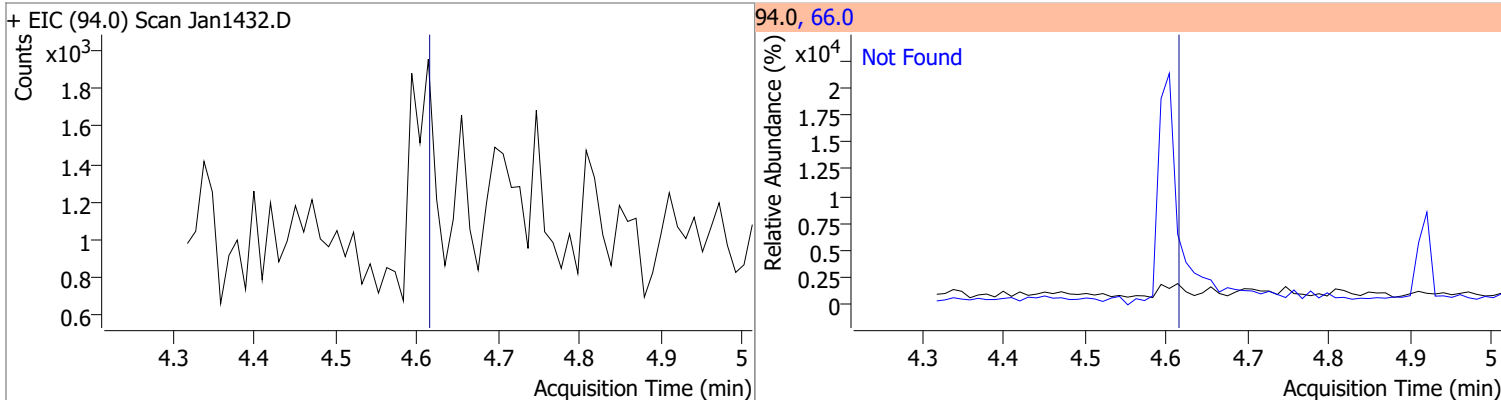 + EIC (94.0) Scan Jan1432.D
Counts
x10³
1.8
1.6
1.4
1.2
1
0.8
0.6
4.3 4.4 4.5 4.6 4.7 4.8 4.9 5
Acquisition Time (min)
94.0, 66.0
Relative Abundance (%)
x10⁴
Not Found
2
1.75
1.5
1.25
1
0.75
0.5
0.25
0
4.3 4.4 4.5 4.6 4.7 4.8 4.9 5
Acquisition Time (min)